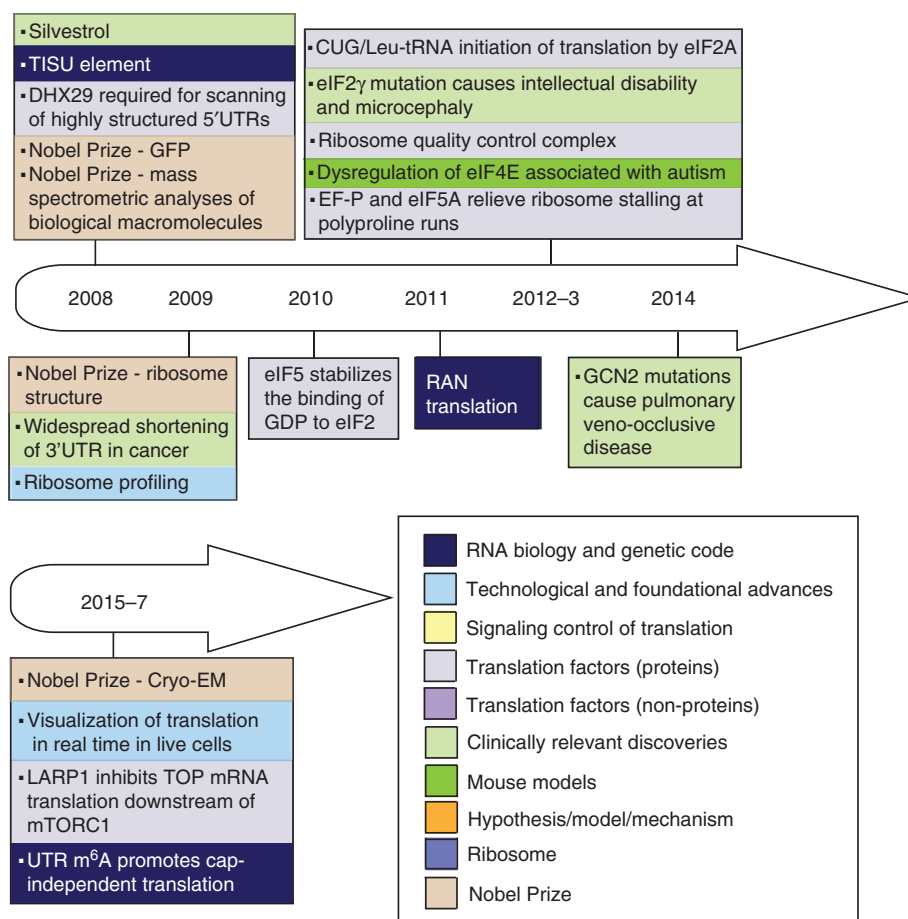 ▪ Silvestrol
▪ TISU element
▪ DHX29 required for scanning
of highly structured 5′UTRs
▪ Nobel Prize - GFP
▪ Nobel Prize - mass
spectrometric analyses of
biological macromolecules
▪ CUG/Leu-tRNA initiation of translation by eIF2A
▪ eIF2γ mutation causes intellectual disability
and microcephaly
▪ Ribosome quality control complex
▪ Dysregulation of eIF4E associated with autism
▪ EF-P and eIF5A relieve ribosome stalling at
polyproline runs
2008 2009 2010 2011 2012–3 2014
▪ Nobel Prize - ribosome
structure
▪ Widespread shortening
of 3'UTR in cancer
▪ Ribosome profiling
eIF5 stabilizes
the binding of
GDP to eIF2
RAN
translation
▪ GCN2 mutations
cause pulmonary
veno-occlusive
disease
2015–7
▪ Nobel Prize - Cryo-EM
▪ Visualization of translation
in real time in live cells
▪ LARP1 inhibits TOP mRNA
translation downstream of
mTORC1
▪ UTR m⁶A promotes cap-
independent translation
RNA biology and genetic code
Technological and foundational advances
Signaling control of translation
Translation factors (proteins)
Translation factors (non-proteins)
Clinically relevant discoveries
Mouse models
Hypothesis/model/mechanism
Ribosome
Nobel Prize